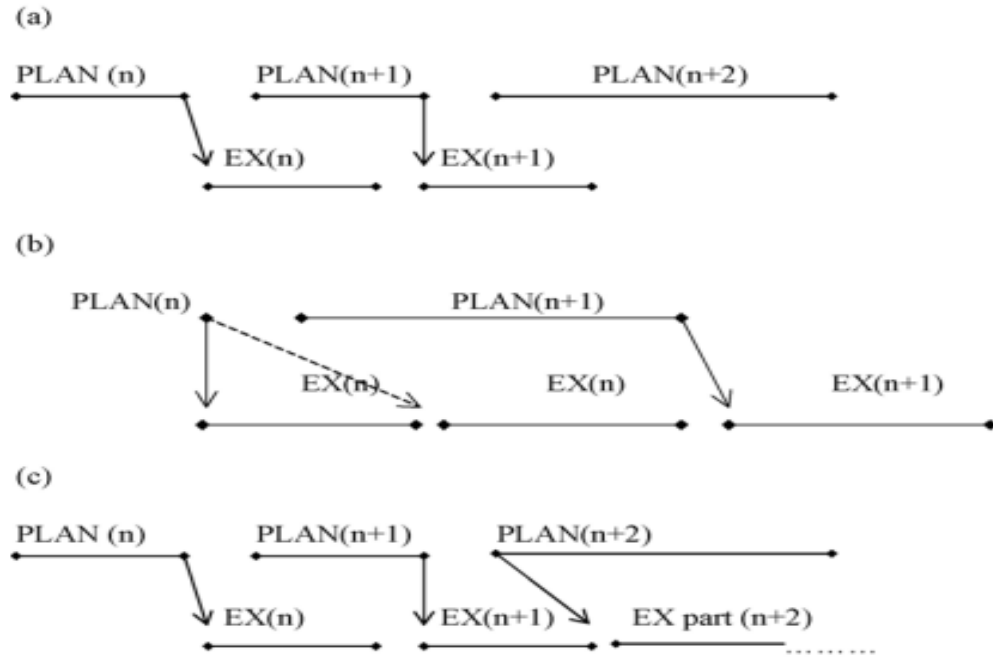 (a)
PLAN (n) PLAN(n+1) PLAN(n+2)
EX(n) EX(n+1)
(b)
PLAN(n) PLAN(n+1)
EX(n) EX(n) EX(n+1)
(c)
PLAN (n) PLAN(n+1) PLAN(n+2)
EX(n) EX(n+1) EX part (n+2)